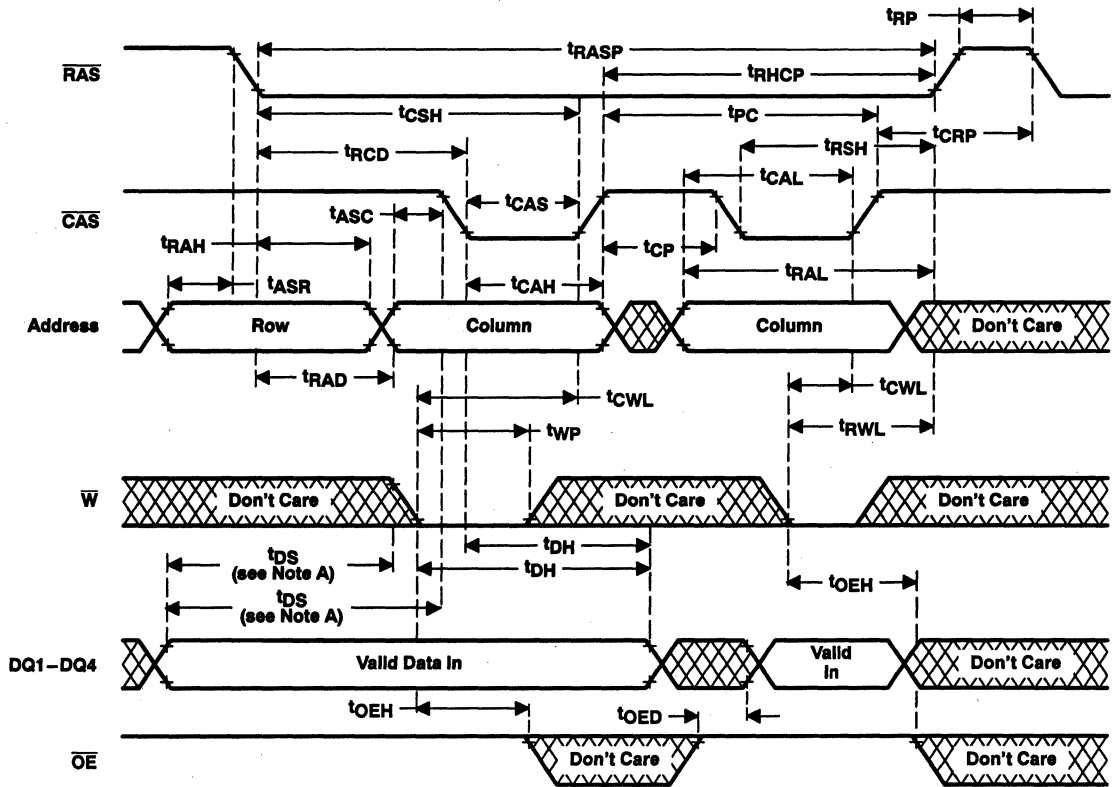 tRP
tRASP
RAS
tRHCP
tCSH
tPC
tCRP
tRCD
tRSH
tCAL
CAS
tASC
tCAS
tRAH
tCP
tRAL
tASR
tCAH
Address
Row
Column
Column
Don't Care
tRAD
tCWL
tCWL
tWP
tRWL
W
Don't Care
Don't Care
Don't Care
tDH
tDS
(see Note A)
tDH
tOEH
tDS
(see Note A)
DQ1–DQ4
Valid Data In
Valid
In
Don't Care
tOEH
tOED
OE
Don't Care
Don't Care